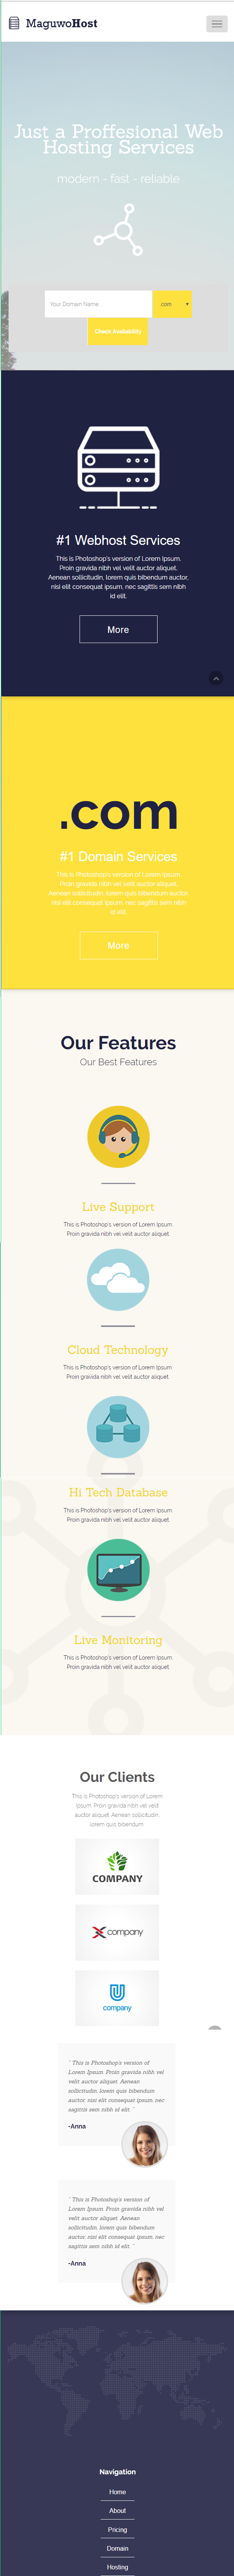 MaguwoHost
Just a Proffesional Web
Hosting Services
modern - fast - reliable
Your Domain Name
.com
Check Availability
#1 Webhost Services
This is Photoshop's version of Lorem Ipsum.
Proin gravida nibh vel velit auctor aliquet.
Aenean sollicitudin, lorem quis bibendum auctor,
nisi elit consequat ipsum, nec sagittis sem nibh
id elit.
More
.com
#1 Domain Services
This is Photoshop's version of Lorem Ipsum.
Proin gravida nibh vel velit auctor aliquet.
Aenean sollicitudin, lorem quis bibendum auctor,
nisi elit consequat ipsum, nec sagittis sem nibh
id elit.
More
Our Features
Our Best Features
Live Support
This is Photoshop's version of Lorem Ipsum.
Proin gravida nibh vel velit auctor aliquet.
Cloud Technology
This is Photoshop's version of Lorem Ipsum.
Proin gravida nibh vel velit auctor aliquet.
Hi Tech Database
This is Photoshop's version of Lorem Ipsum.
Proin gravida nibh vel velit auctor aliquet.
Live Monitoring
This is Photoshop's version of Lorem Ipsum.
Proin gravida nibh vel velit auctor aliquet.
Our Clients
This is Photoshop's version of Lorem
Ipsum. Proin gravida nibh vel velit
auctor aliquet. Aenean sollicitudin,
lorem quis bibendum
COMPANY
company
company
" This is Photoshop's version of
Lorem Ipsum. Proin gravida nibh vel
velit auctor aliquet. Aenean
sollicitudin, lorem quis bibendum
auctor, nisi elit consequat ipsum, nec
sagittis sem nibh id elit. "
-Anna
" This is Photoshop's version of
Lorem Ipsum. Proin gravida nibh vel
velit auctor aliquet. Aenean
sollicitudin, lorem quis bibendum
auctor, nisi elit consequat ipsum, nec
sagittis sem nibh id elit. "
-Anna
Navigation
Home
About
Pricing
Domain
Hosting